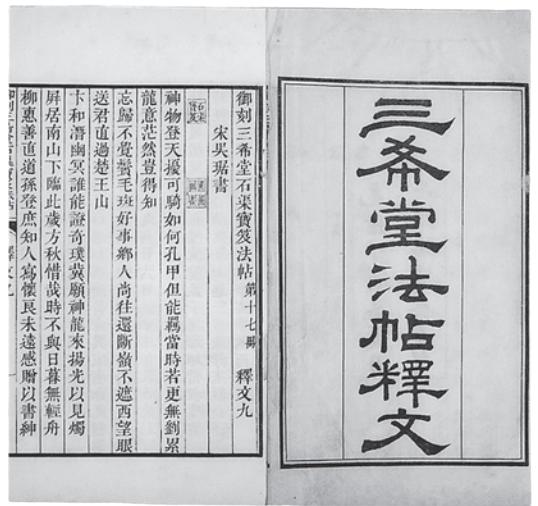 三希堂法帖釋文
御刻三希堂石渠寶笈法帖 第十七冊 釋文九
宋吳琚書
神物登天擾可騎如何孔甲但能羈當時若更無劉累
龍意茫然豈得知
忘歸不覺鬢毛斑好事鄉人尚往還斷嶺不遮西望眼
送君直過楚王山
卞和潛幽冥誰能證奇璞冀願神龍來揚光以見燭
屏居南山下臨此歲方秋惜哉時不與日暮無輕舟
柳惠善直道孫登庶知人寫懷良未遠感贈以書紳
釋文九